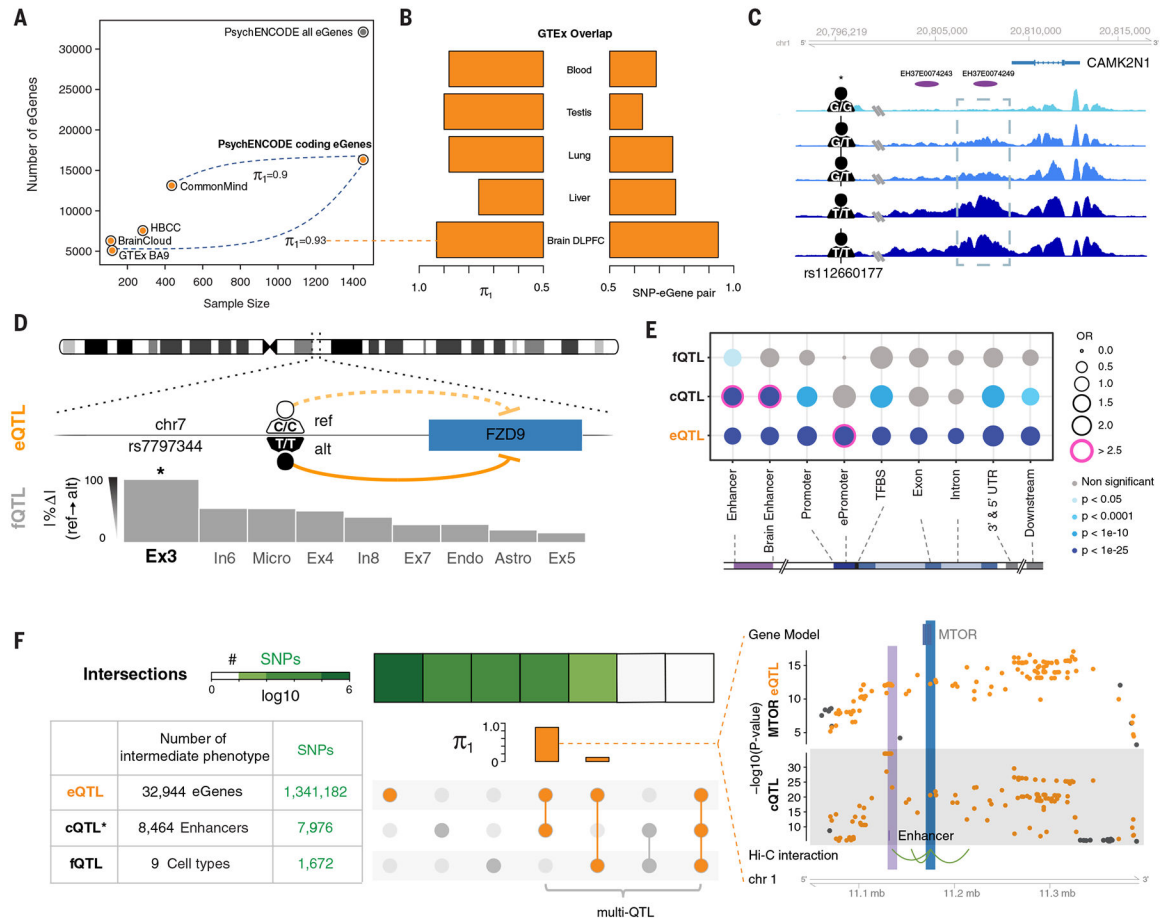 A
Number of eGenes
30000
25000
20000
15000
10000
5000
PsychENCODE all eGenes
PsychENCODE coding eGenes
π1=0.9
CommonMind
HBCC
BrainCloud
π1=0.93
GTEx BA9
200 400 600 800 1000 1200 1400
Sample Size
B
GTEx Overlap
Blood
Testis
Lung
Liver
Brain DLPFC
1.0 0.5 0.5 1.0
π1
SNP-eGene pair
C
20,796,219 20,805,000 20,810,000 20,815,000
chr1 5' 3'
CAMK2N1
EH37E0074243 EH37E0074249
*
G/G
G/T
G/T
T/T
T/T
rs112660177
D
eQTL
chr7
rs7797344
C/C ref
T/T alt
FZD9
fQTL
|%Δ|
(ref→ alt)
100
0
*
Ex3 In6 Micro Ex4 In8 Ex7 Endo Astro Ex5
E
fQTL
cQTL
eQTL
Enhancer
Brain Enhancer
Promoter
ePromoter
TFBS
Exon
Intron
3' & 5' UTR
Downstream
OR
0.0
0.5
1.0
1.5
2.0
> 2.5
Non significant
p < 0.05
p < 0.0001
p < 1e-10
p < 1e-25
F
Intersections
# SNPs
0 6
log10
Number of intermediate phenotype SNPs
eQTL 32,944 eGenes 1,341,182
cQTL* 8,464 Enhancers 7,976
fQTL 9 Cell types 1,672
π1
1.0
0
multi-QTL
Gene Model
MTOR
−log10(P-value)
MTOR eQTL
15
10
5
cQTL
30
25
20
15
10
Enhancer
Hi-C interaction
chr 1
5' 3'
11.1 mb 11.2 mb 11.3 mb